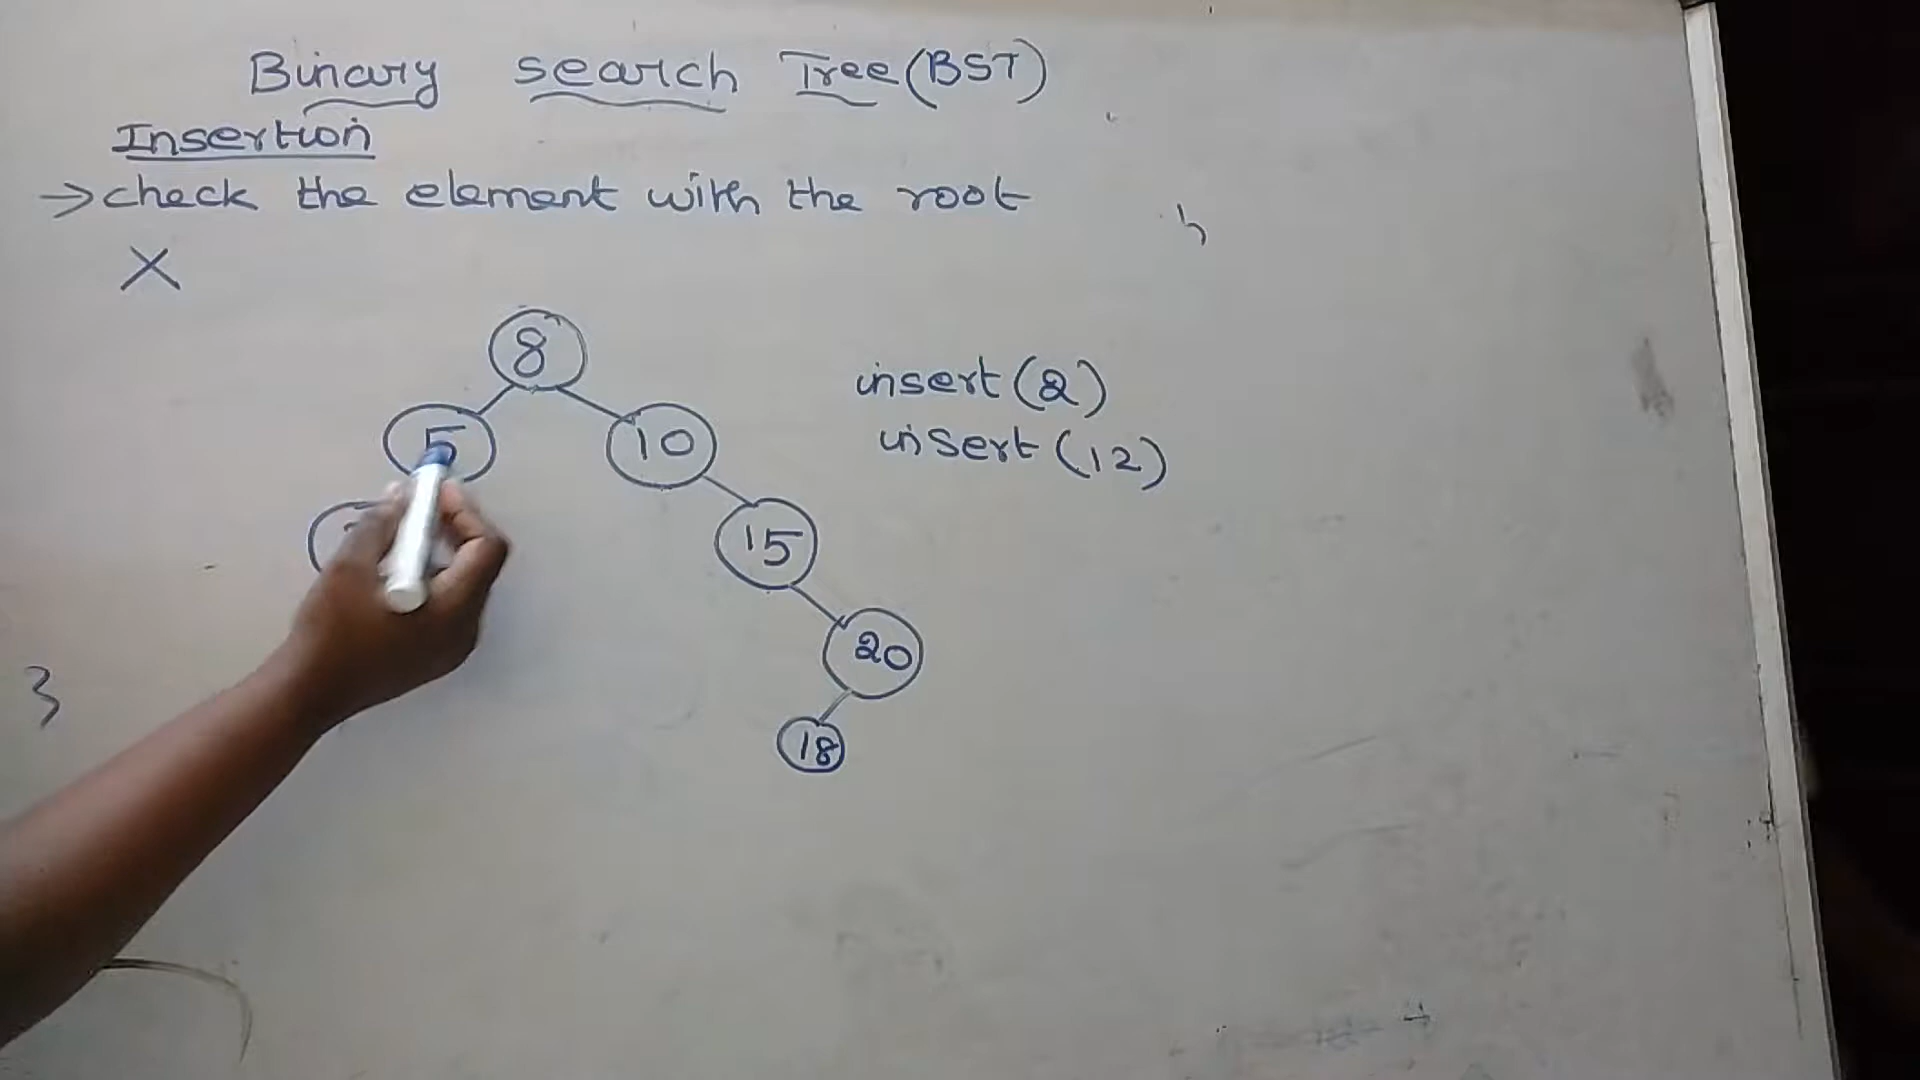 Binary search Tree (BST)
Insertion
→ check the element with the root
X
8
insert (2)
5
10
insert (12)
15
20
18